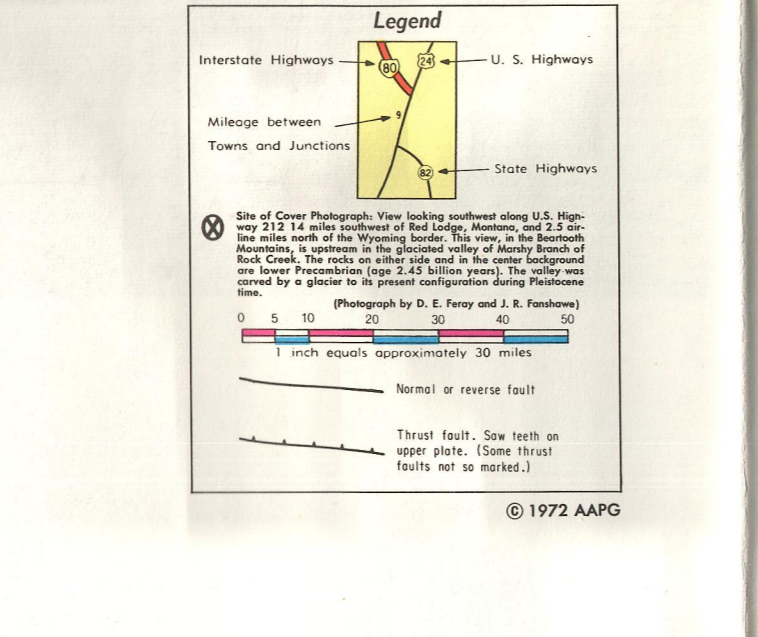 Legend
Interstate Highways
80
24
U. S. Highways
Mileage between
Towns and Junctions
9
82
State Highways
Site of Cover Photograph: View looking southwest along U.S. High-
way 212 14 miles southwest of Red Lodge, Montana, and 2.5 air-
line miles north of the Wyoming border. This view, in the Beartooth
Mountains, is upstream in the glaciated valley of Marshy Branch of
Rock Creek. The rocks on either side and in the center background
are lower Precambrian (age 2.45 billion years). The valley was
carved by a glacier to its present configuration during Pleistocene
time.
(Photograph by D. E. Feray and J. R. Fanshawe)
0 5 10 20 30 40 50
1 inch equals approximately 30 miles
Normal or reverse fault
Thrust fault. Saw teeth on
upper plate. (Some thrust
faults not so marked.)
© 1972 AAPG